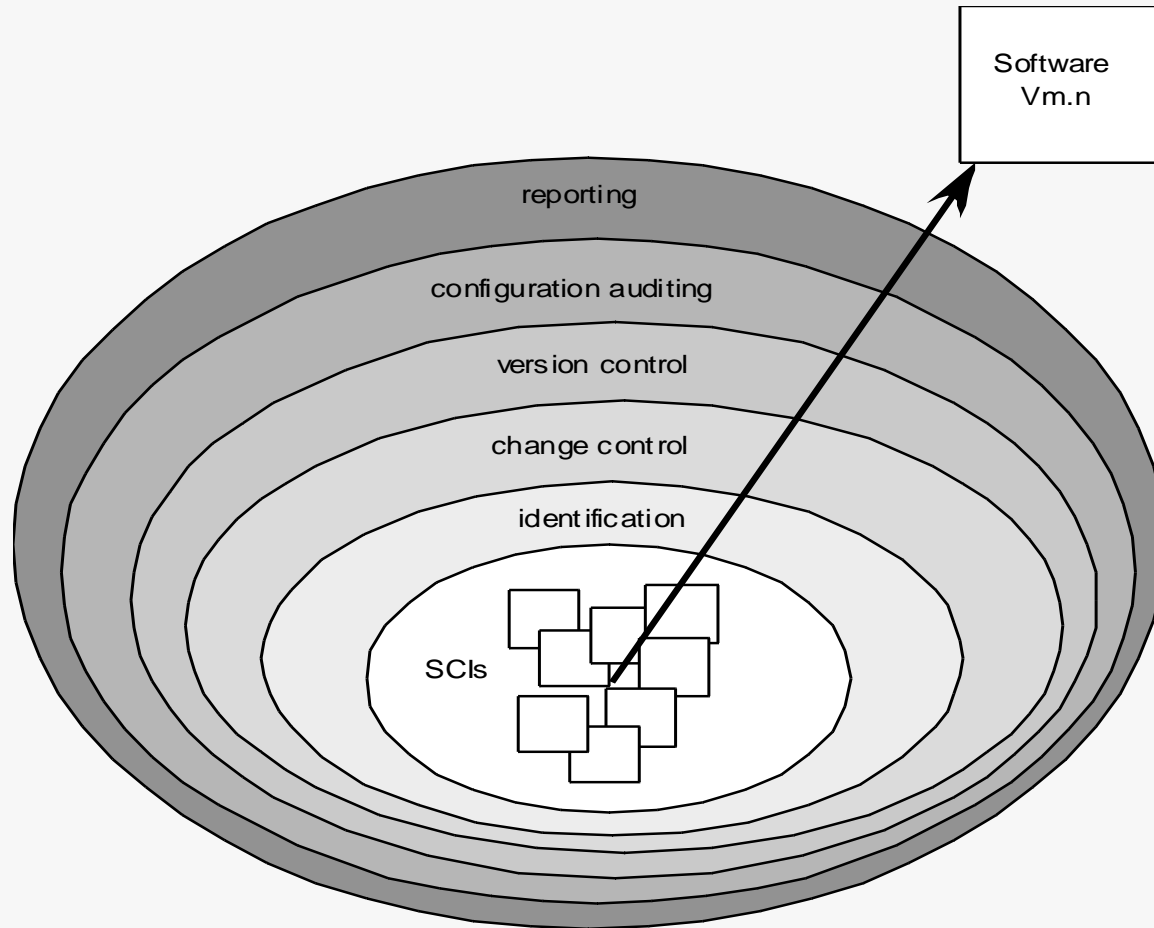 Software
Vm.n
reporting
configuration auditing
version control
change control
identification
SCIs